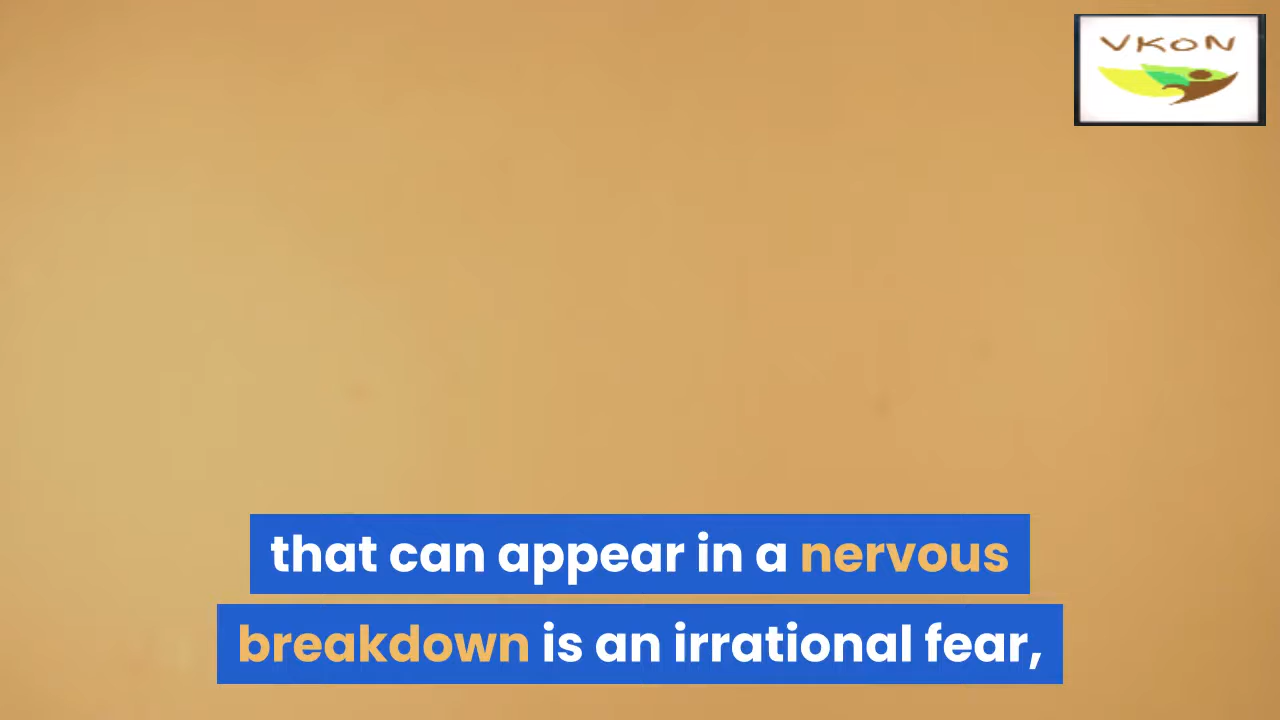 VKON
that can appear in a nervous
breakdown is an irrational fear,